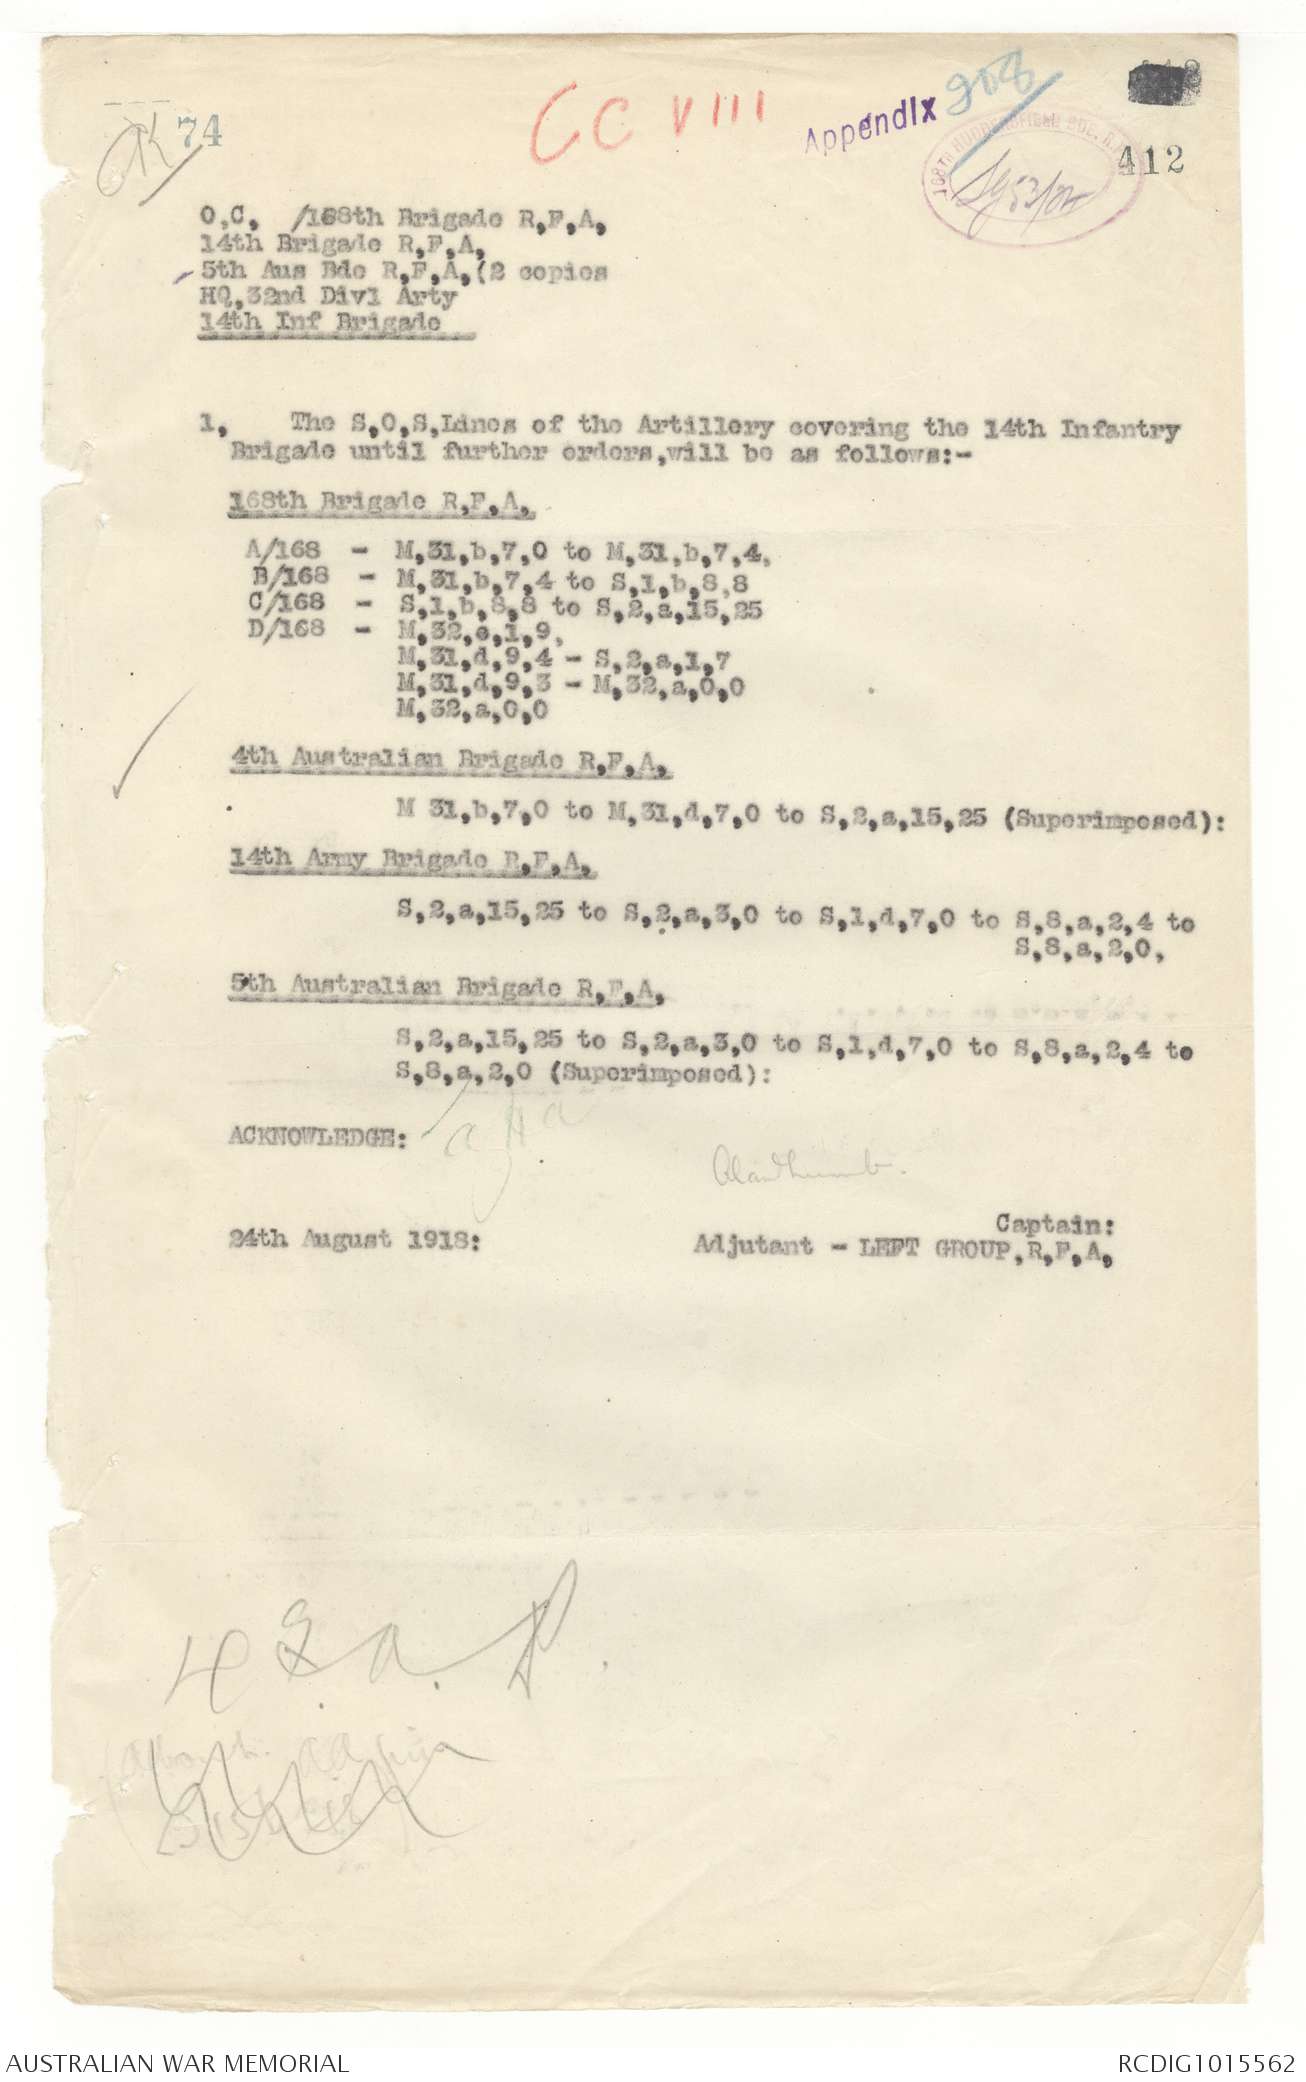 74
CC VIII
Appendix 208
168TH HUDDERSFIELD BDE. R.F.A.
412
O,C, /168th Brigade R,F,A,
14th Brigade R,F,A,
5th Aus Bde R,F,A,(2 copies
HQ,32nd Divl Arty
14th Inf Brigade
1, The S,O,S,Lines of the Artillery covering the 14th Infantry
Brigade until further orders,will be as follows:-
168th Brigade R,F,A,
A/168 - M,31,b,7,0 to M,31,b,7,4,
B/168 - M,31,b,7,4 to S,1,b,8,8
C/168 - S,1,b,8,8 to S,2,a,15,25
D/168 - M,32,c,1,9,
M,31,d,9,4 - S,2,a,1,7
M,31,d,9,3 - M,32,a,0,0
M,32,a,0,0
4th Australian Brigade R,F,A,
M 31,b,7,0 to M,31,d,7,0 to S,2,a,15,25 (Superimposed):
14th Army Brigade R,F,A,
S,2,a,15,25 to S,2,a,3,0 to S,1,d,7,0 to S,8,a,2,4 to
S,8,a,2,0,
5th Australian Brigade R,F,A,
S,2,a,15,25 to S,2,a,3,0 to S,1,d,7,0 to S,8,a,2,4 to
S,8,a,2,0 (Superimposed):
ACKNOWLEDGE:
Captain:
24th August 1918: Adjutant - LEFT GROUP,R,F,A,
AUSTRALIAN WAR MEMORIAL
RCDIG1015562